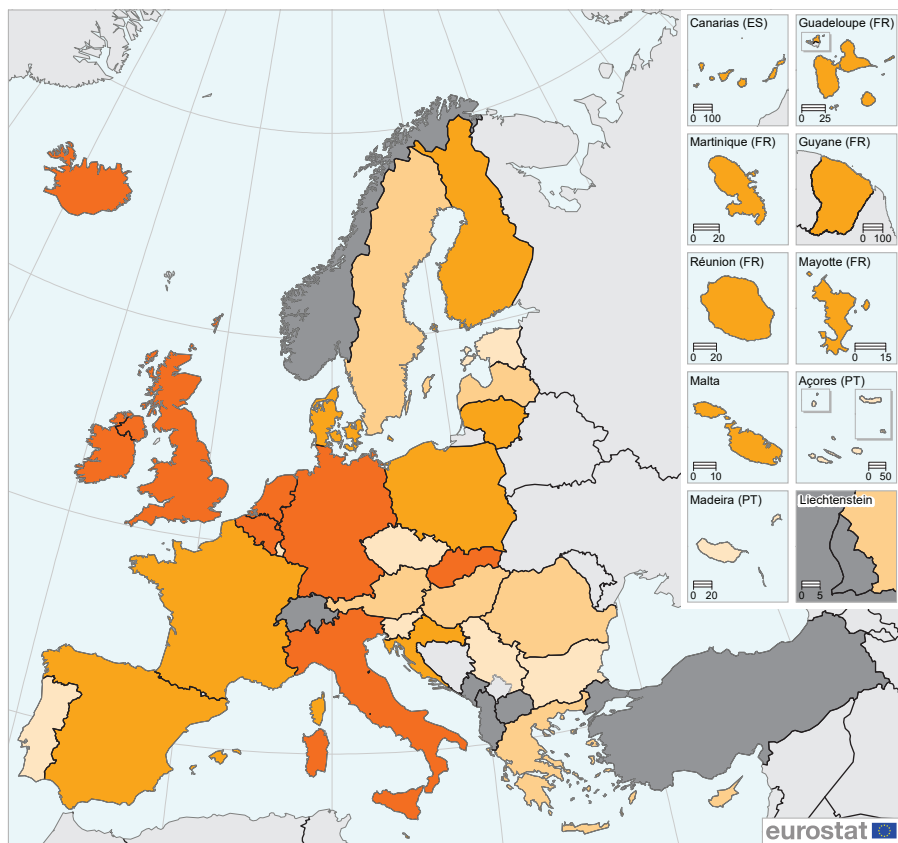 Canarias (ES)
0 100
Guadeloupe (FR)
0 25
Martinique (FR)
0 20
Guyane (FR)
0 100
Réunion (FR)
0 20
Mayotte (FR)
0 15
Malta
0 10
Açores (PT)
0 50
Madeira (PT)
0 20
Liechtenstein
0 5
eurostat